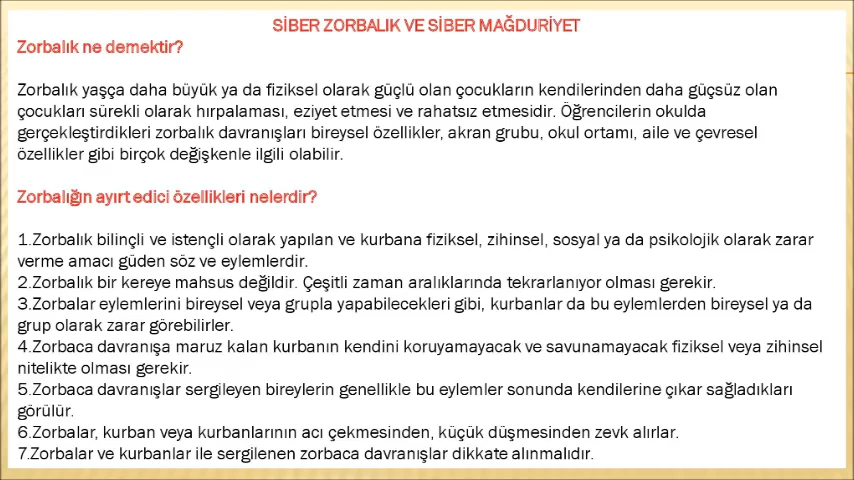 SİBER ZORBALIK VE SİBER MAĞDURİYET
Zorbalık ne demektir?
Zorbalık yaşça daha büyük ya da fiziksel olarak güçlü olan çocukların kendilerinden daha güçsüz olan
çocukları sürekli olarak hırpalaması, eziyet etmesi ve rahatsız etmesidir. Öğrencilerin okulda
gerçekleştirdikleri zorbalık davranışları bireysel özellikler, akran grubu, okul ortamı, aile ve çevresel
özellikler gibi birçok değişkenle ilgili olabilir.
Zorbalığın ayırt edici özellikleri nelerdir?
1.Zorbalık bilinçli ve istençli olarak yapılan ve kurbana fiziksel, zihinsel, sosyal ya da psikolojik olarak zarar
verme amacı güden söz ve eylemlerdir.
2.Zorbalık bir kereye mahsus değildir. Çeşitli zaman aralıklarında tekrarlanıyor olması gerekir.
3.Zorbalar eylemlerini bireysel veya grupla yapabilecekleri gibi, kurbanlar da bu eylemlerden bireysel ya da
grup olarak zarar görebilirler.
4.Zorbaca davranışa maruz kalan kurbanın kendini koruyamayacak ve savunamayacak fiziksel veya zihinsel
nitelikte olması gerekir.
5.Zorbaca davranışlar sergileyen bireylerin genellikle bu eylemler sonunda kendilerine çıkar sağladıkları
görülür.
6.Zorbalar, kurban veya kurbanlarının acı çekmesinden, küçük düşmesinden zevk alırlar.
7.Zorbalar ve kurbanlar ile sergilenen zorbaca davranışlar dikkate alınmalıdır.